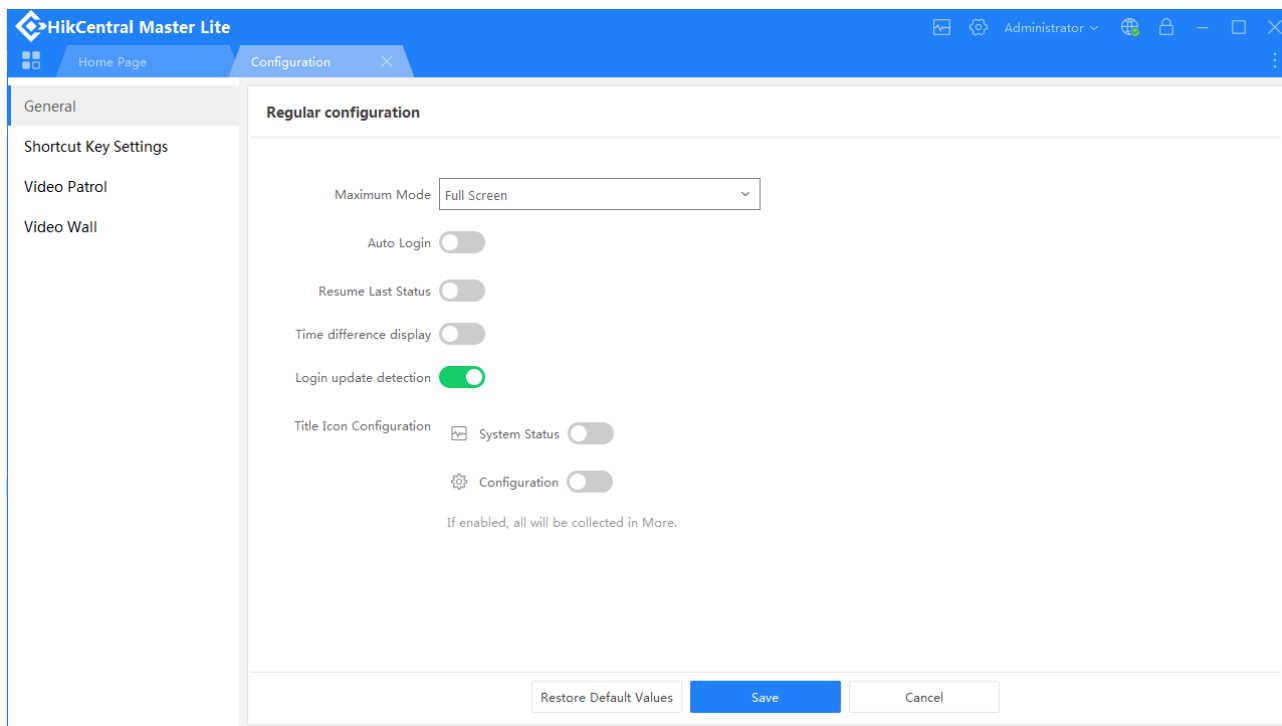 HikCentral Master Lite
Administrator
Home Page
Configuration
General
Shortcut Key Settings
Video Patrol
Video Wall
Regular configuration
Maximum Mode Full Screen
Auto Login
Resume Last Status
Time difference display
Login update detection
Title Icon Configuration System Status
Configuration
If enabled, all will be collected in More.
Restore Default Values Save Cancel